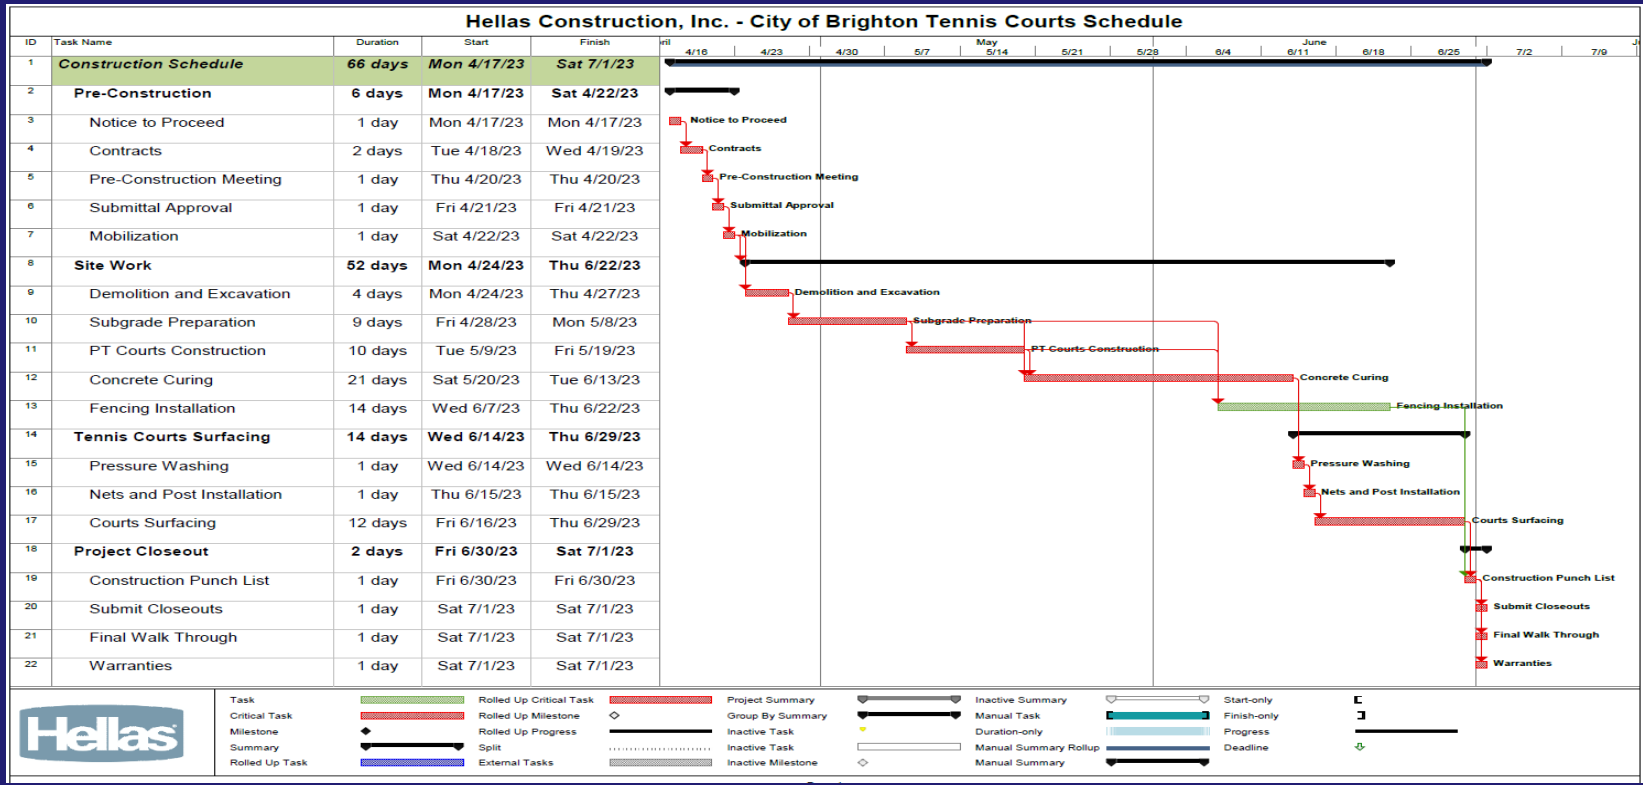 Hellas Construction, Inc. - City of Brighton Tennis Courts Schedule
ID Task Name Duration Start Finish May June
4/16 4/23 4/30 5/7 5/14 5/21 5/28 6/4 6/11 6/18 6/25 7/2 7/9
1 Construction Schedule 66 days Mon 4/17/23 Sat 7/1/23
2 Pre-Construction 6 days Mon 4/17/23 Sat 4/22/23
3 Notice to Proceed 1 day Mon 4/17/23 Mon 4/17/23 Notice to Proceed
4 Contracts 2 days Tue 4/18/23 Wed 4/19/23 Contracts
5 Pre-Construction Meeting 1 day Thu 4/20/23 Thu 4/20/23 Pre-Construction Meeting
6 Submittal Approval 1 day Fri 4/21/23 Fri 4/21/23 Submittal Approval
7 Mobilization 1 day Sat 4/22/23 Sat 4/22/23 Mobilization
8 Site Work 52 days Mon 4/24/23 Thu 6/22/23
9 Demolition and Excavation 4 days Mon 4/24/23 Thu 4/27/23 Demolition and Excavation
10 Subgrade Preparation 9 days Fri 4/28/23 Mon 5/8/23 Subgrade Preparation
11 PT Courts Construction 10 days Tue 5/9/23 Fri 5/19/23 PT Courts Construction
12 Concrete Curing 21 days Sat 5/20/23 Tue 6/13/23 Concrete Curing
13 Fencing Installation 14 days Wed 6/7/23 Thu 6/22/23 Fencing Installation
14 Tennis Courts Surfacing 14 days Wed 6/14/23 Thu 6/29/23
15 Pressure Washing 1 day Wed 6/14/23 Wed 6/14/23 Pressure Washing
16 Nets and Post Installation 1 day Thu 6/15/23 Thu 6/15/23 Nets and Post Installation
17 Courts Surfacing 12 days Fri 6/16/23 Thu 6/29/23 Courts Surfacing
18 Project Closeout 2 days Fri 6/30/23 Sat 7/1/23
19 Construction Punch List 1 day Fri 6/30/23 Fri 6/30/23 Construction Punch List
20 Submit Closeouts 1 day Sat 7/1/23 Sat 7/1/23 Submit Closeouts
21 Final Walk Through 1 day Sat 7/1/23 Sat 7/1/23 Final Walk Through
22 Warranties 1 day Sat 7/1/23 Sat 7/1/23 Warranties
Hellas
Task Rolled Up Critical Task Project Summary Inactive Summary Start-only
Critical Task Rolled Up Milestone Group By Summary Manual Task Finish-only
Milestone Rolled Up Progress Inactive Task Duration-only Progress
Summary Split Inactive Task Manual Summary Rollup Deadline
Rolled Up Task External Tasks Inactive Milestone Manual Summary